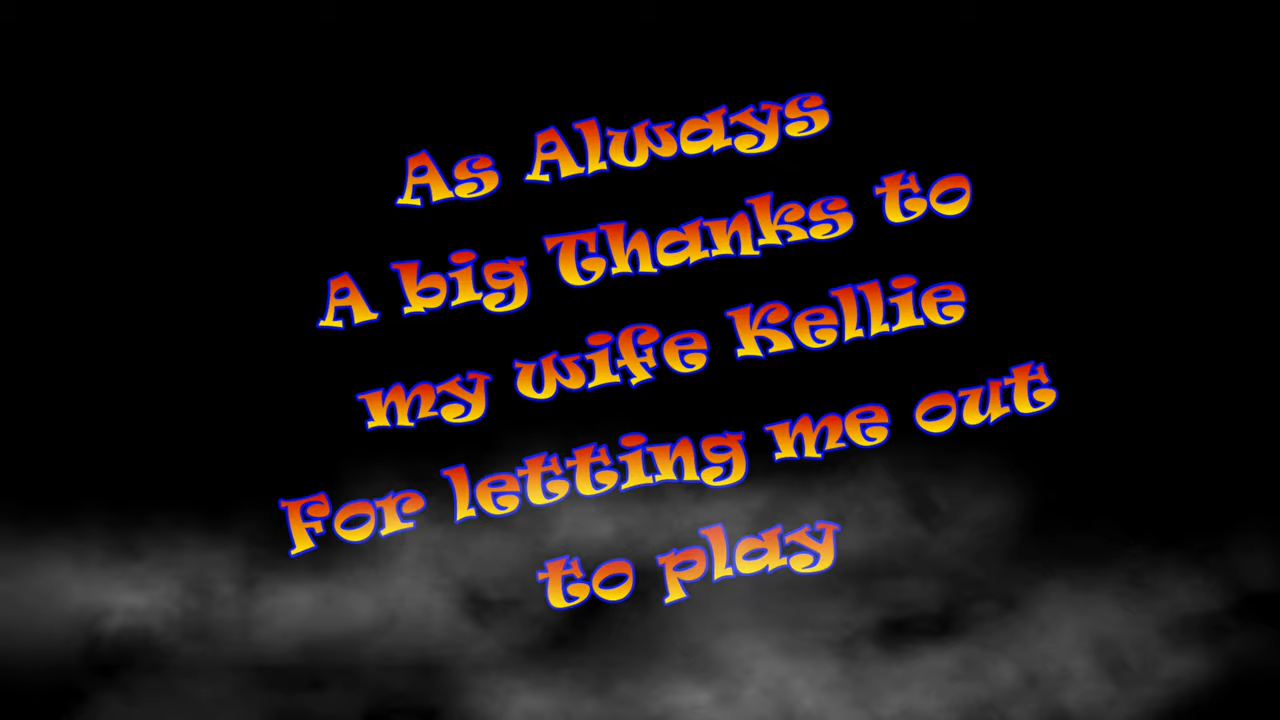 As Always
A big Thanks to
my wife Kellie
For letting me out
to play